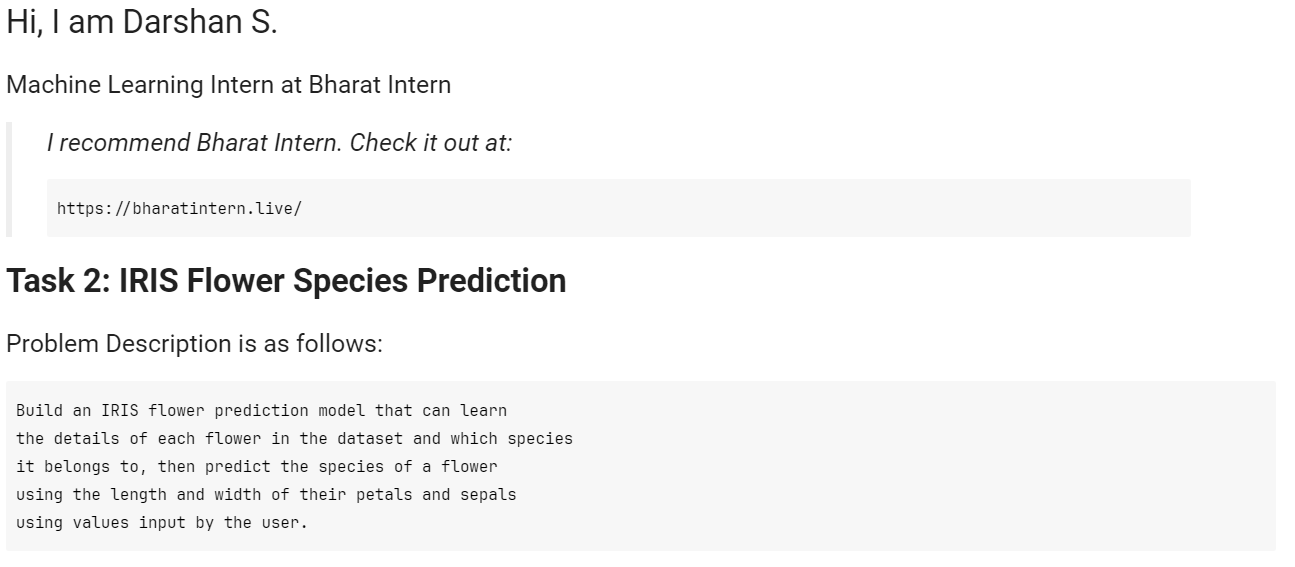 Hi, I am Darshan S.
Machine Learning Intern at Bharat Intern
I recommend Bharat Intern. Check it out at:
https://bharatintern.live/
Task 2: IRIS Flower Species Prediction
Problem Description is as follows:
Build an IRIS flower prediction model that can learn
the details of each flower in the dataset and which species
it belongs to, then predict the species of a flower
using the length and width of their petals and sepals
using values input by the user.